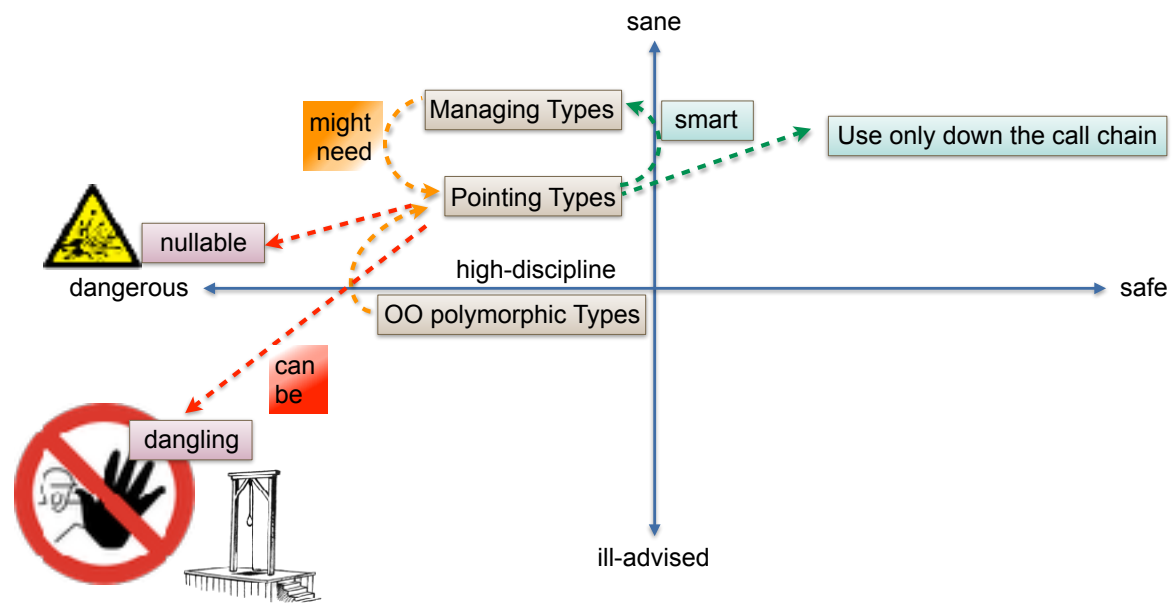 sane
Managing Types
might
need
smart
Use only down the call chain
Pointing Types
nullable
high-discipline
dangerous
safe
OO polymorphic Types
can
be
dangling
ill-advised